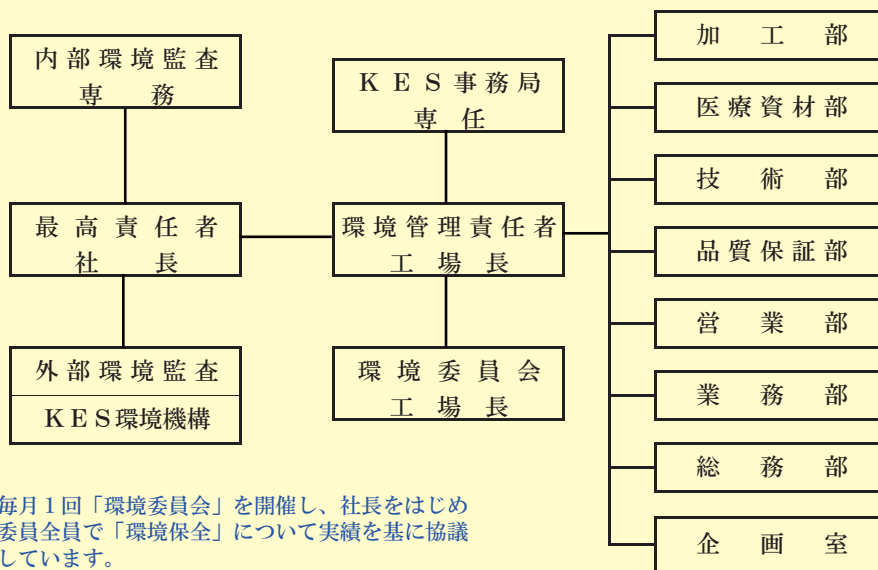 内部環境監査
専務
KES事務局
専任
最高責任者
社長
環境管理責任者
工場長
外部環境監査
KES環境機構
環境委員会
工場長
加工部
医療資材部
技術部
品質保証部
営業部
業務部
総務部
企画室
毎月1回「環境委員会」を開催し、社長をはじめ
委員全員で「環境保全」について実績を基に協議
しています。